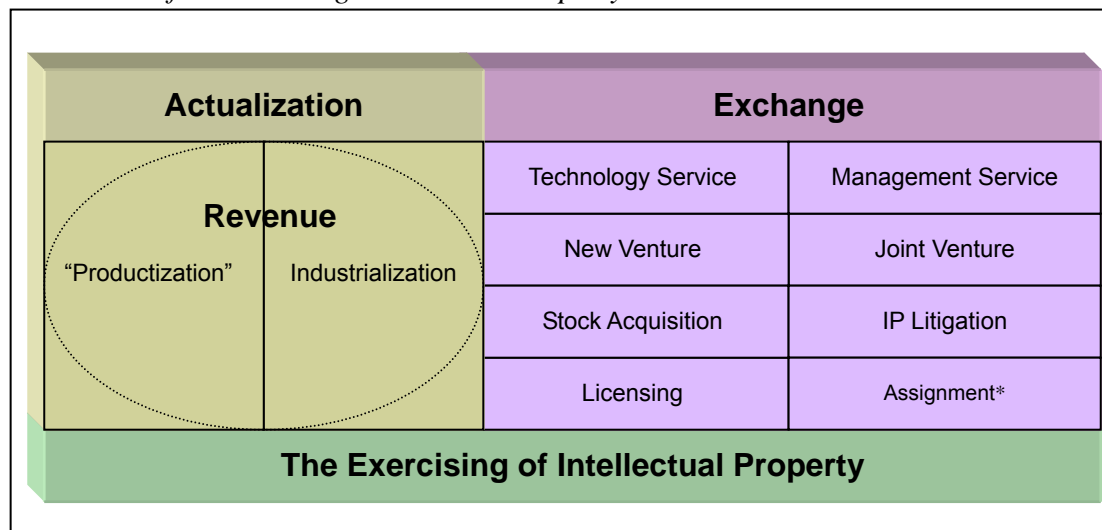 Actualization
Exchange
Revenue
“Productization”
Industrialization
Technology Service
Management Service
New Venture
Joint Venture
Stock Acquisition
IP Litigation
Licensing
Assignment*
The Exercising of Intellectual Property